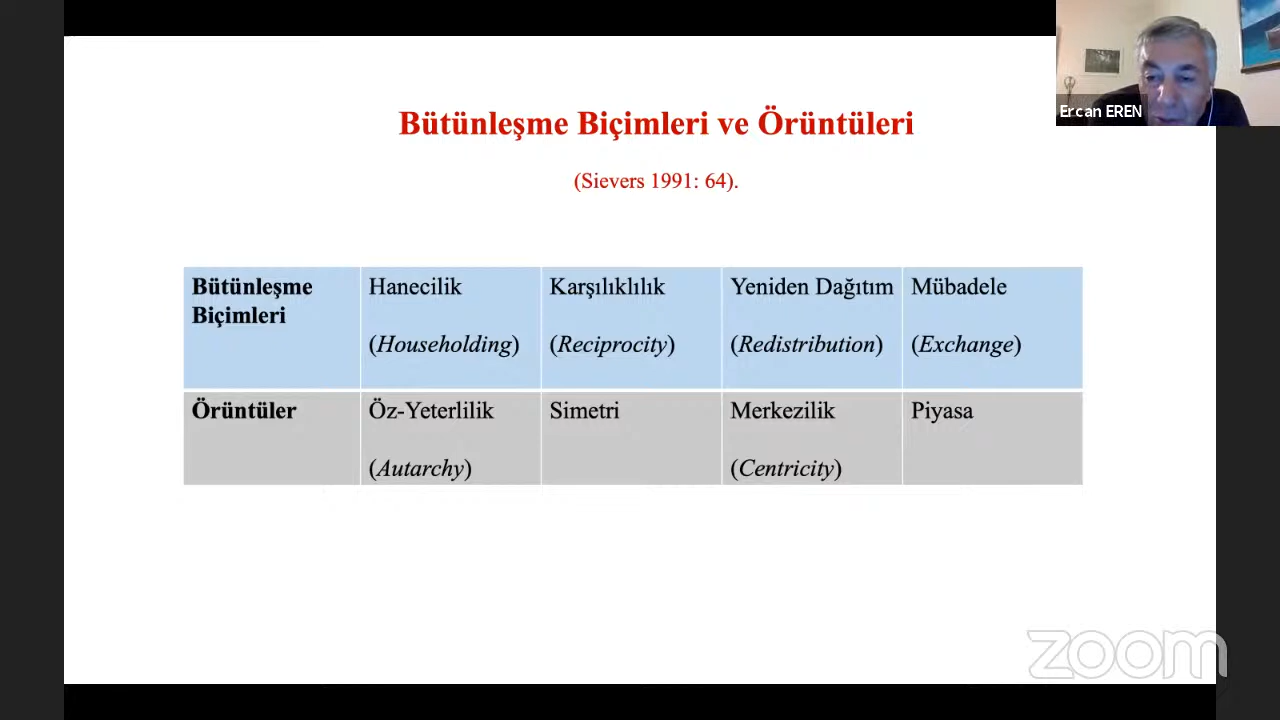 Bütünleşme Biçimleri ve Örüntüleri
(Sievers 1991: 64).
Ercan EREN
Bütünleşme Biçimleri
Hanecilik
(Householding)
Karşılıklılık
(Reciprocity)
Yeniden Dağıtım
(Redistribution)
Mübadele
(Exchange)
Örüntüler
Öz-Yeterlilik
(Autarchy)
Simetri
Merkezilik
(Centricity)
Piyasa
zoom